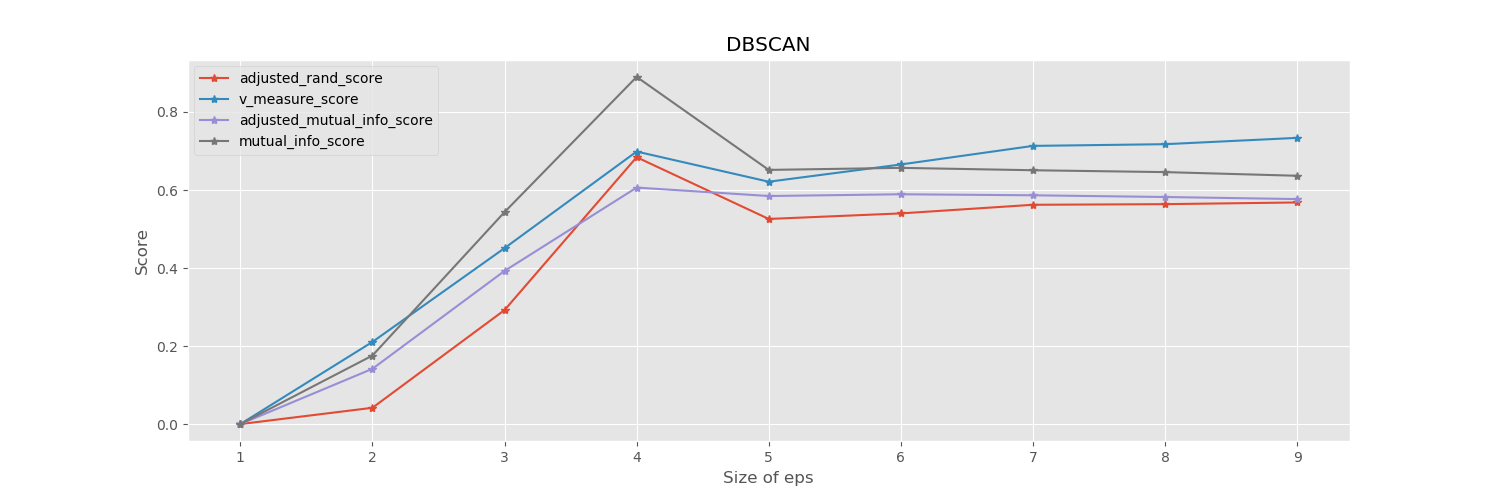 DBSCAN
adjusted_rand_score
v_measure_score
adjusted_mutual_info_score
mutual_info_score
Score
0.8
0.6
0.4
0.2
0.0
1 2 3 4 5 6 7 8 9
Size of eps